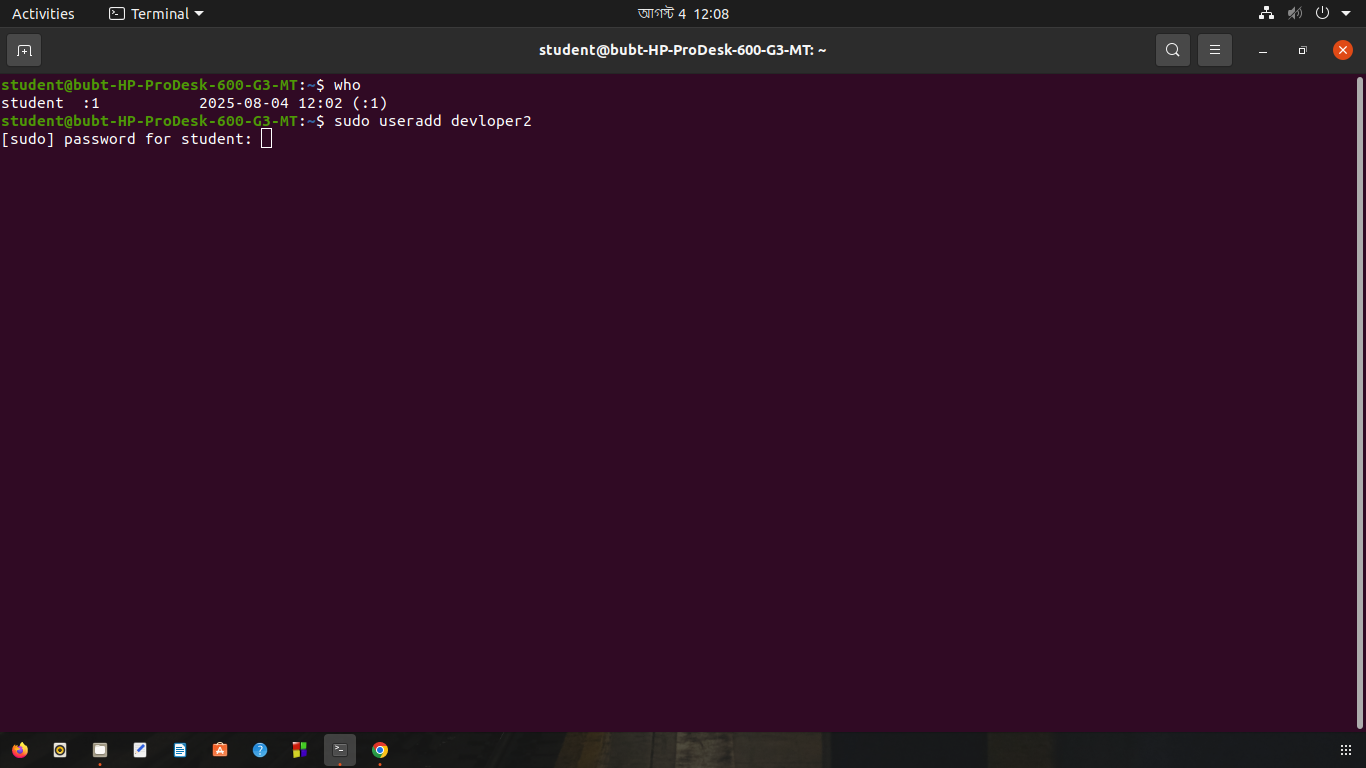 Activities Terminal আগস্ট 4 12:08
student@bubt-HP-ProDesk-600-G3-MT: ~
student@bubt-HP-ProDesk-600-G3-MT:~$ who
student  :1           2025-08-04 12:02 (:1)
student@bubt-HP-ProDesk-600-G3-MT:~$ sudo useradd devloper2
[sudo] password for student: